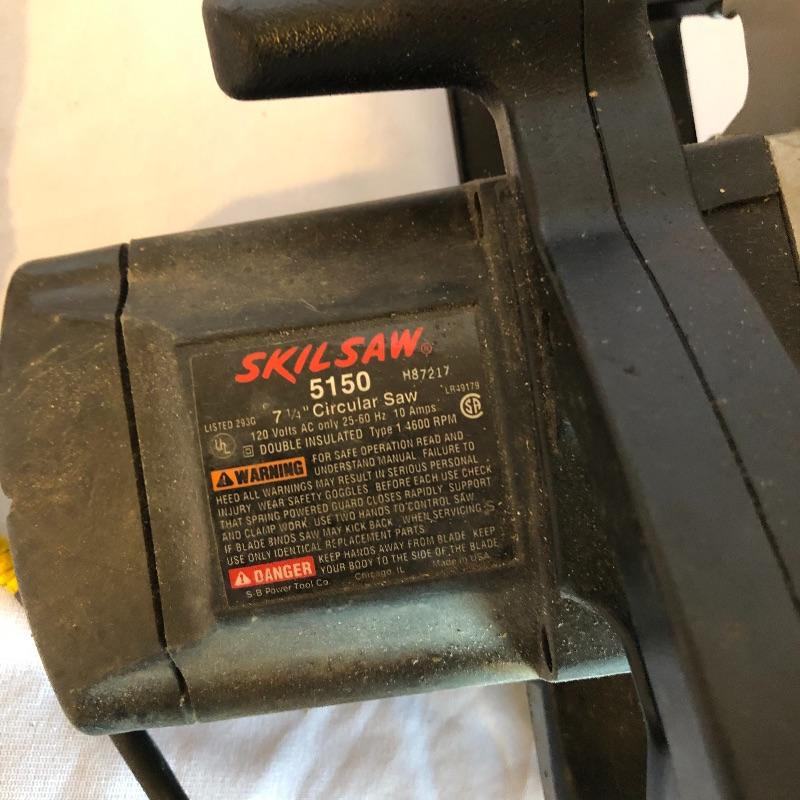 SKILSAW®
5150 H87217
LISTED 293G 7 1/4" Circular Saw LR49179
UL 120 Volts AC only 25-60 Hz 10 Amps SA
DOUBLE INSULATED Type 1 4600 RPM
WARNING FOR SAFE OPERATION READ AND
UNDERSTAND MANUAL. FAILURE TO
HEED ALL WARNINGS MAY RESULT IN SERIOUS PERSONAL
INJURY. WEAR SAFETY GOGGLES. BEFORE EACH USE CHECK
THAT SPRING POWERED GUARD CLOSES RAPIDLY. SUPPORT
AND CLAMP WORK. USE TWO HANDS TO CONTROL SAW.
IF BLADE BINDS SAW MAY KICK BACK. WHEN SERVICING
USE ONLY IDENTICAL REPLACEMENT PARTS.
DANGER KEEP HANDS AWAY FROM BLADE. KEEP
YOUR BODY TO THE SIDE OF THE BLADE
S-B Power Tool Co. Chicago, IL Made in USA